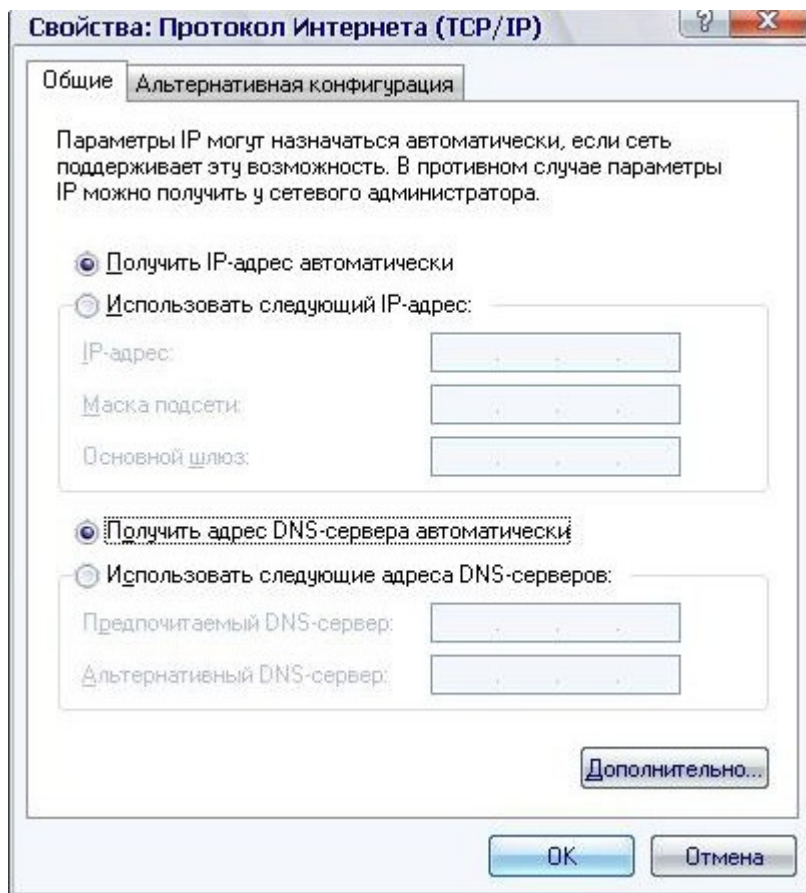 Свойства: Протокол Интернета (TCP/IP)
Общие
Альтернативная конфигурация
Параметры IP могут назначаться автоматически, если сеть
поддерживает эту возможность. В противном случае параметры
IP можно получить у сетевого администратора.
Получить IP-адрес автоматически
Использовать следующий IP-адрес:
IP-адрес:
Маска подсети:
Основной шлюз:
Получить адрес DNS-сервера автоматически
Использовать следующие адреса DNS-серверов:
Предпочитаемый DNS-сервер:
Альтернативный DNS-сервер:
Дополнительно...
OK
Отмена